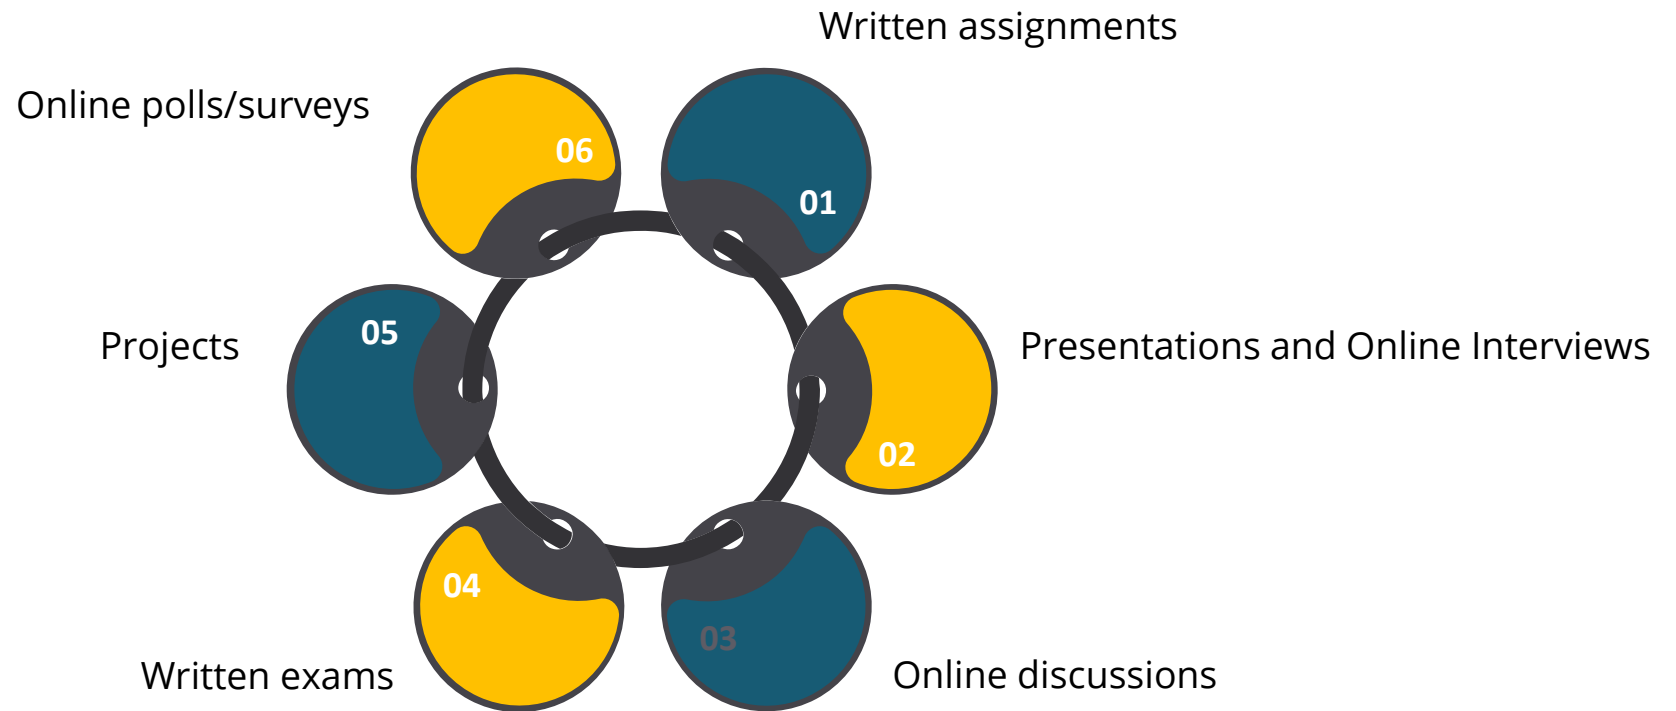 Written assignments
01
Presentations and Online Interviews
02
Online discussions
03
Written exams
04
Projects
05
Online polls/surveys
06